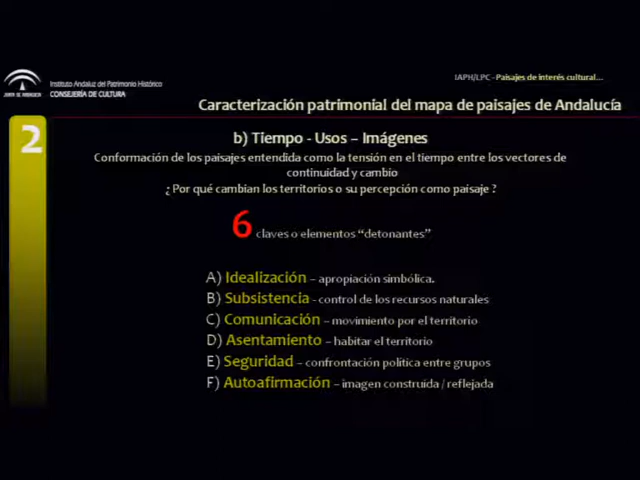 IAPH/LPC - Paisajes de interés cultural...
Instituto Andaluz del Patrimonio Histórico
CONSEJERÍA DE CULTURA
JUNTA DE ANDALUCIA
Caracterización patrimonial del mapa de paisajes de Andalucía
2
b) Tiempo - Usos – Imágenes
Conformación de los paisajes entendida como la tensión en el tiempo entre los vectores de
continuidad y cambio
¿ Por qué cambian los territorios o su percepción como paisaje ?
6 claves o elementos “detonantes”
A) Idealización – apropiación simbólica.
B) Subsistencia - control de los recursos naturales
C) Comunicación – movimiento por el territorio
D) Asentamiento – habitar el territorio
E) Seguridad – confrontación política entre grupos
F) Autoafirmación – imagen construida / reflejada